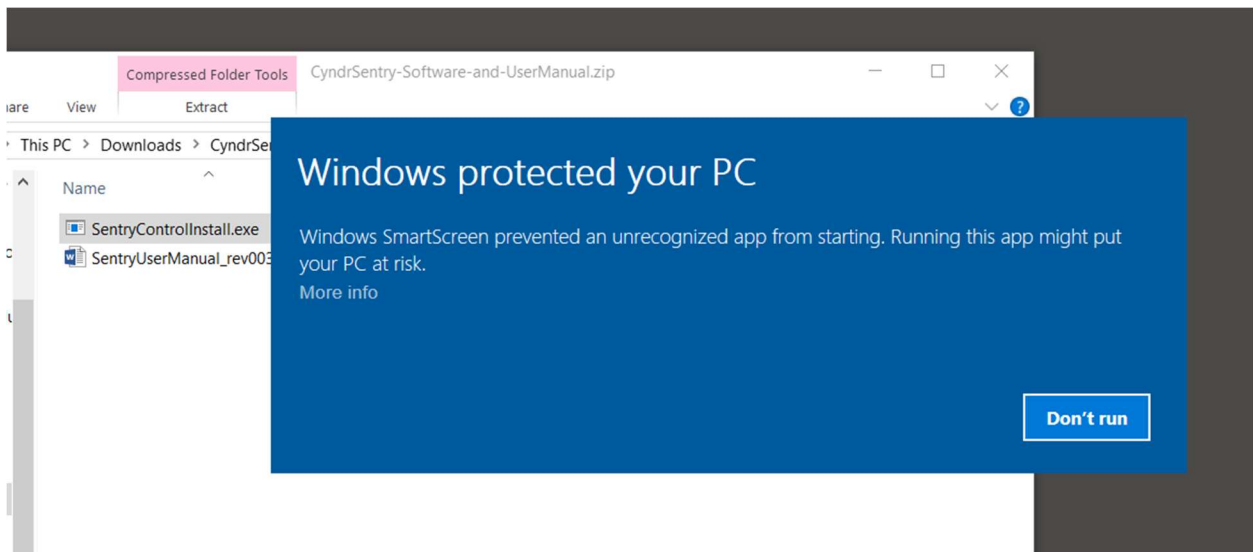 Compressed Folder Tools
CyndrSentry-Software-and-UserManual.zip
View
Extract
?
This PC > Downloads >
Name
SentryControlInstall.exe
SentryUserManual_rev003
Windows protected your PC
Windows SmartScreen prevented an unrecognized app from starting. Running this app might put
your PC at risk.
More info
Don't run